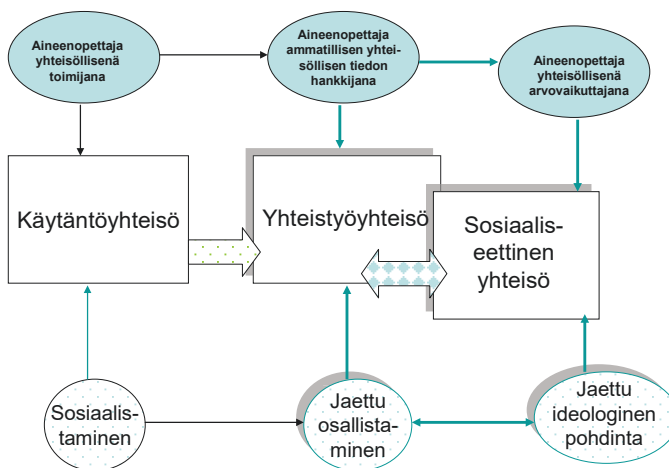 Aineenopettaja
yhteisöllisenä
toimijana
Aineenopettaja
ammatillisen yhtei-
söllisen tiedon
hankkijana
Aineenopettaja
yhteisöllisenä
arvovaikuttajana
Käytäntöyhteisö
Yhteistyöyhteisö
Sosiaalis-
eettinen
yhteisö
Sosiaalis-
taminen
Jaettu
osallista-
minen
Jaettu
ideologinen
pohdinta